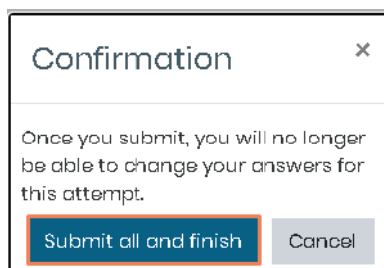 Confirmation ×
Once you submit, you will no longer
be able to change your answers for
this attempt.
Submit all and finish Cancel